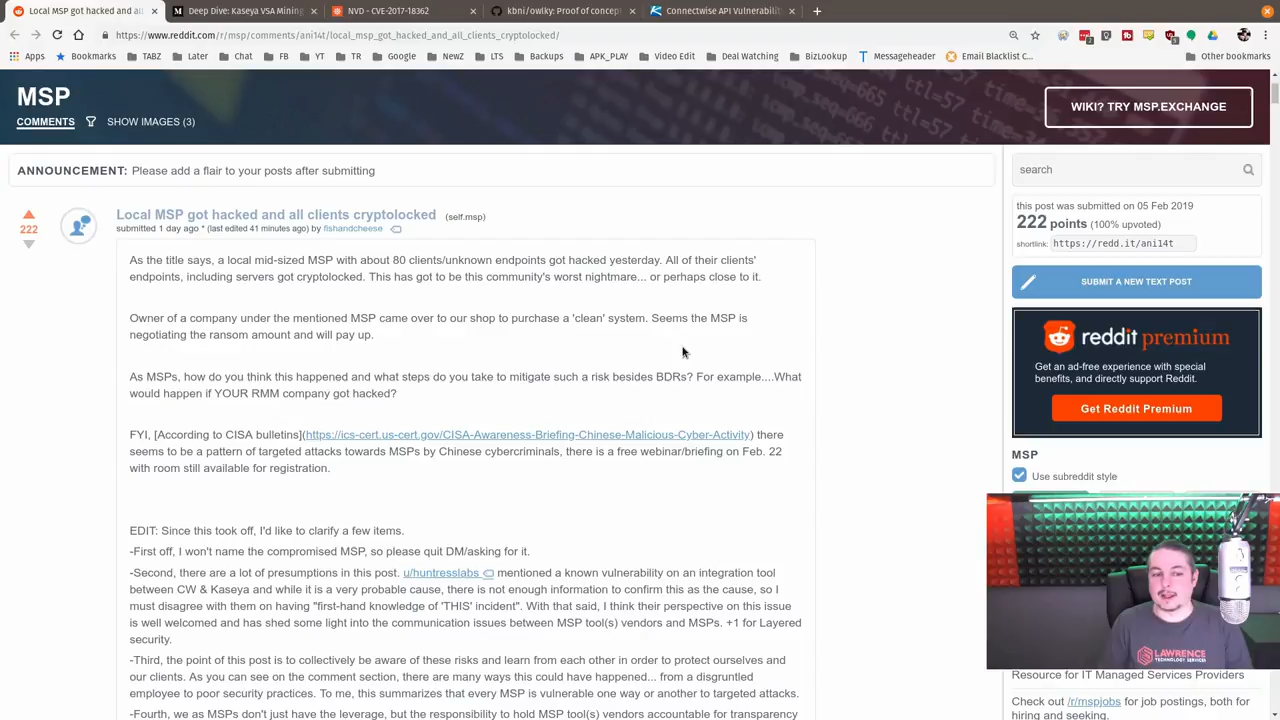 Local MSP got hacked and all
Deep Dive: Kaseya VSA Mining
NVD - CVE-2017-18362
kbni/owlky: Proof of concept
Connectwise API Vulnerabilit
https://www.reddit.com/r/msp/comments/ani14t/local_msp_got_hacked_and_all_clients_cryptolocked/
Apps Bookmarks TABZ Later Chat FB YT TR Google NewZ LTS Backups APK_PLAY Video Edit Deal Watching BizLookup Messageheader Email Blacklist C... Other bookmarks
MSP
COMMENTS SHOW IMAGES (3)
WIKI? TRY MSP.EXCHANGE
ANNOUNCEMENT: Please add a flair to your posts after submitting
222
Local MSP got hacked and all clients cryptolocked (self.msp)
submitted 1 day ago * (last edited 41 minutes ago) by fishandcheese
As the title says, a local mid-sized MSP with about 80 clients/unknown endpoints got hacked yesterday. All of their clients'
endpoints, including servers got cryptolocked. This has got to be this community's worst nightmare... or perhaps close to it.
Owner of a company under the mentioned MSP came over to our shop to purchase a 'clean' system. Seems the MSP is
negotiating the ransom amount and will pay up.
As MSPs, how do you think this happened and what steps do you take to mitigate such a risk besides BDRs? For example....What
would happen if YOUR RMM company got hacked?
FYI, [According to CISA bulletins](https://ics-cert.us-cert.gov/CISA-Awareness-Briefing-Chinese-Malicious-Cyber-Activity) there
seems to be a pattern of targeted attacks towards MSPs by Chinese cybercriminals, there is a free webinar/briefing on Feb. 22
with room still available for registration.
EDIT: Since this took off, I'd like to clarify a few items.
-First off, I won't name the compromised MSP, so please quit DM/asking for it.
-Second, there are a lot of presumptions in this post. u/huntresslabs mentioned a known vulnerability on an integration tool
between CW & Kaseya and while it is a very probable cause, there is not enough information to confirm this as the cause, so I
must disagree with them on having "first-hand knowledge of 'THIS' incident". With that said, I think their perspective on this issue
is well welcomed and has shed some light into the communication issues between MSP tool(s) vendors and MSPs. +1 for Layered
security.
-Third, the point of this post is to collectively be aware of these risks and learn from each other in order to protect ourselves and
our clients. As you can see on the comment section, there are many ways this could have happened... from a disgruntled
employee to poor security practices. To me, this summarizes that every MSP is vulnerable one way or another to targeted attacks.
-Fourth, we as MSPs don't just have the leverage, but the responsibility to hold MSP tool(s) vendors accountable for transparency
search
this post was submitted on 05 Feb 2019
222 points (100% upvoted)
shortlink: https://redd.it/ani14t
SUBMIT A NEW TEXT POST
reddit premium
Get an ad-free experience with special
benefits, and directly support Reddit.
Get Reddit Premium
MSP
Use subreddit style
LAWRENCE
TECHNOLOGY SERVICES
Resource for IT Managed Services Providers
Check out /r/mspjobs for job postings, both for
hiring and seeking.